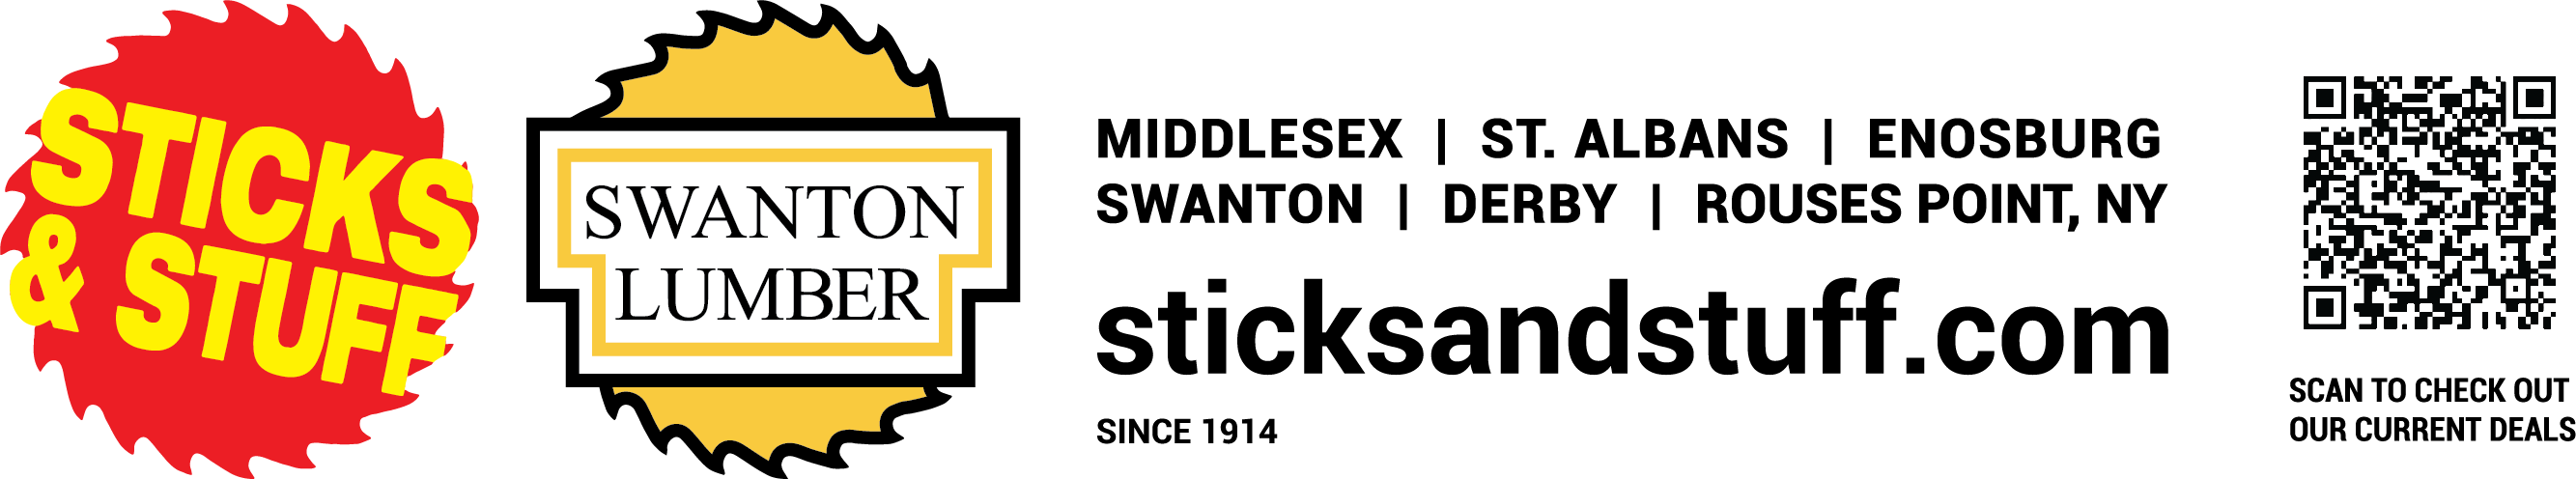 STICKS
& STUFF
SWANTON
LUMBER
MIDDLESEX | ST. ALBANS | ENOSBURG
SWANTON | DERBY | ROUSES POINT, NY
sticksandstuff.com
SINCE 1914
SCAN TO CHECK OUT
OUR CURRENT DEALS